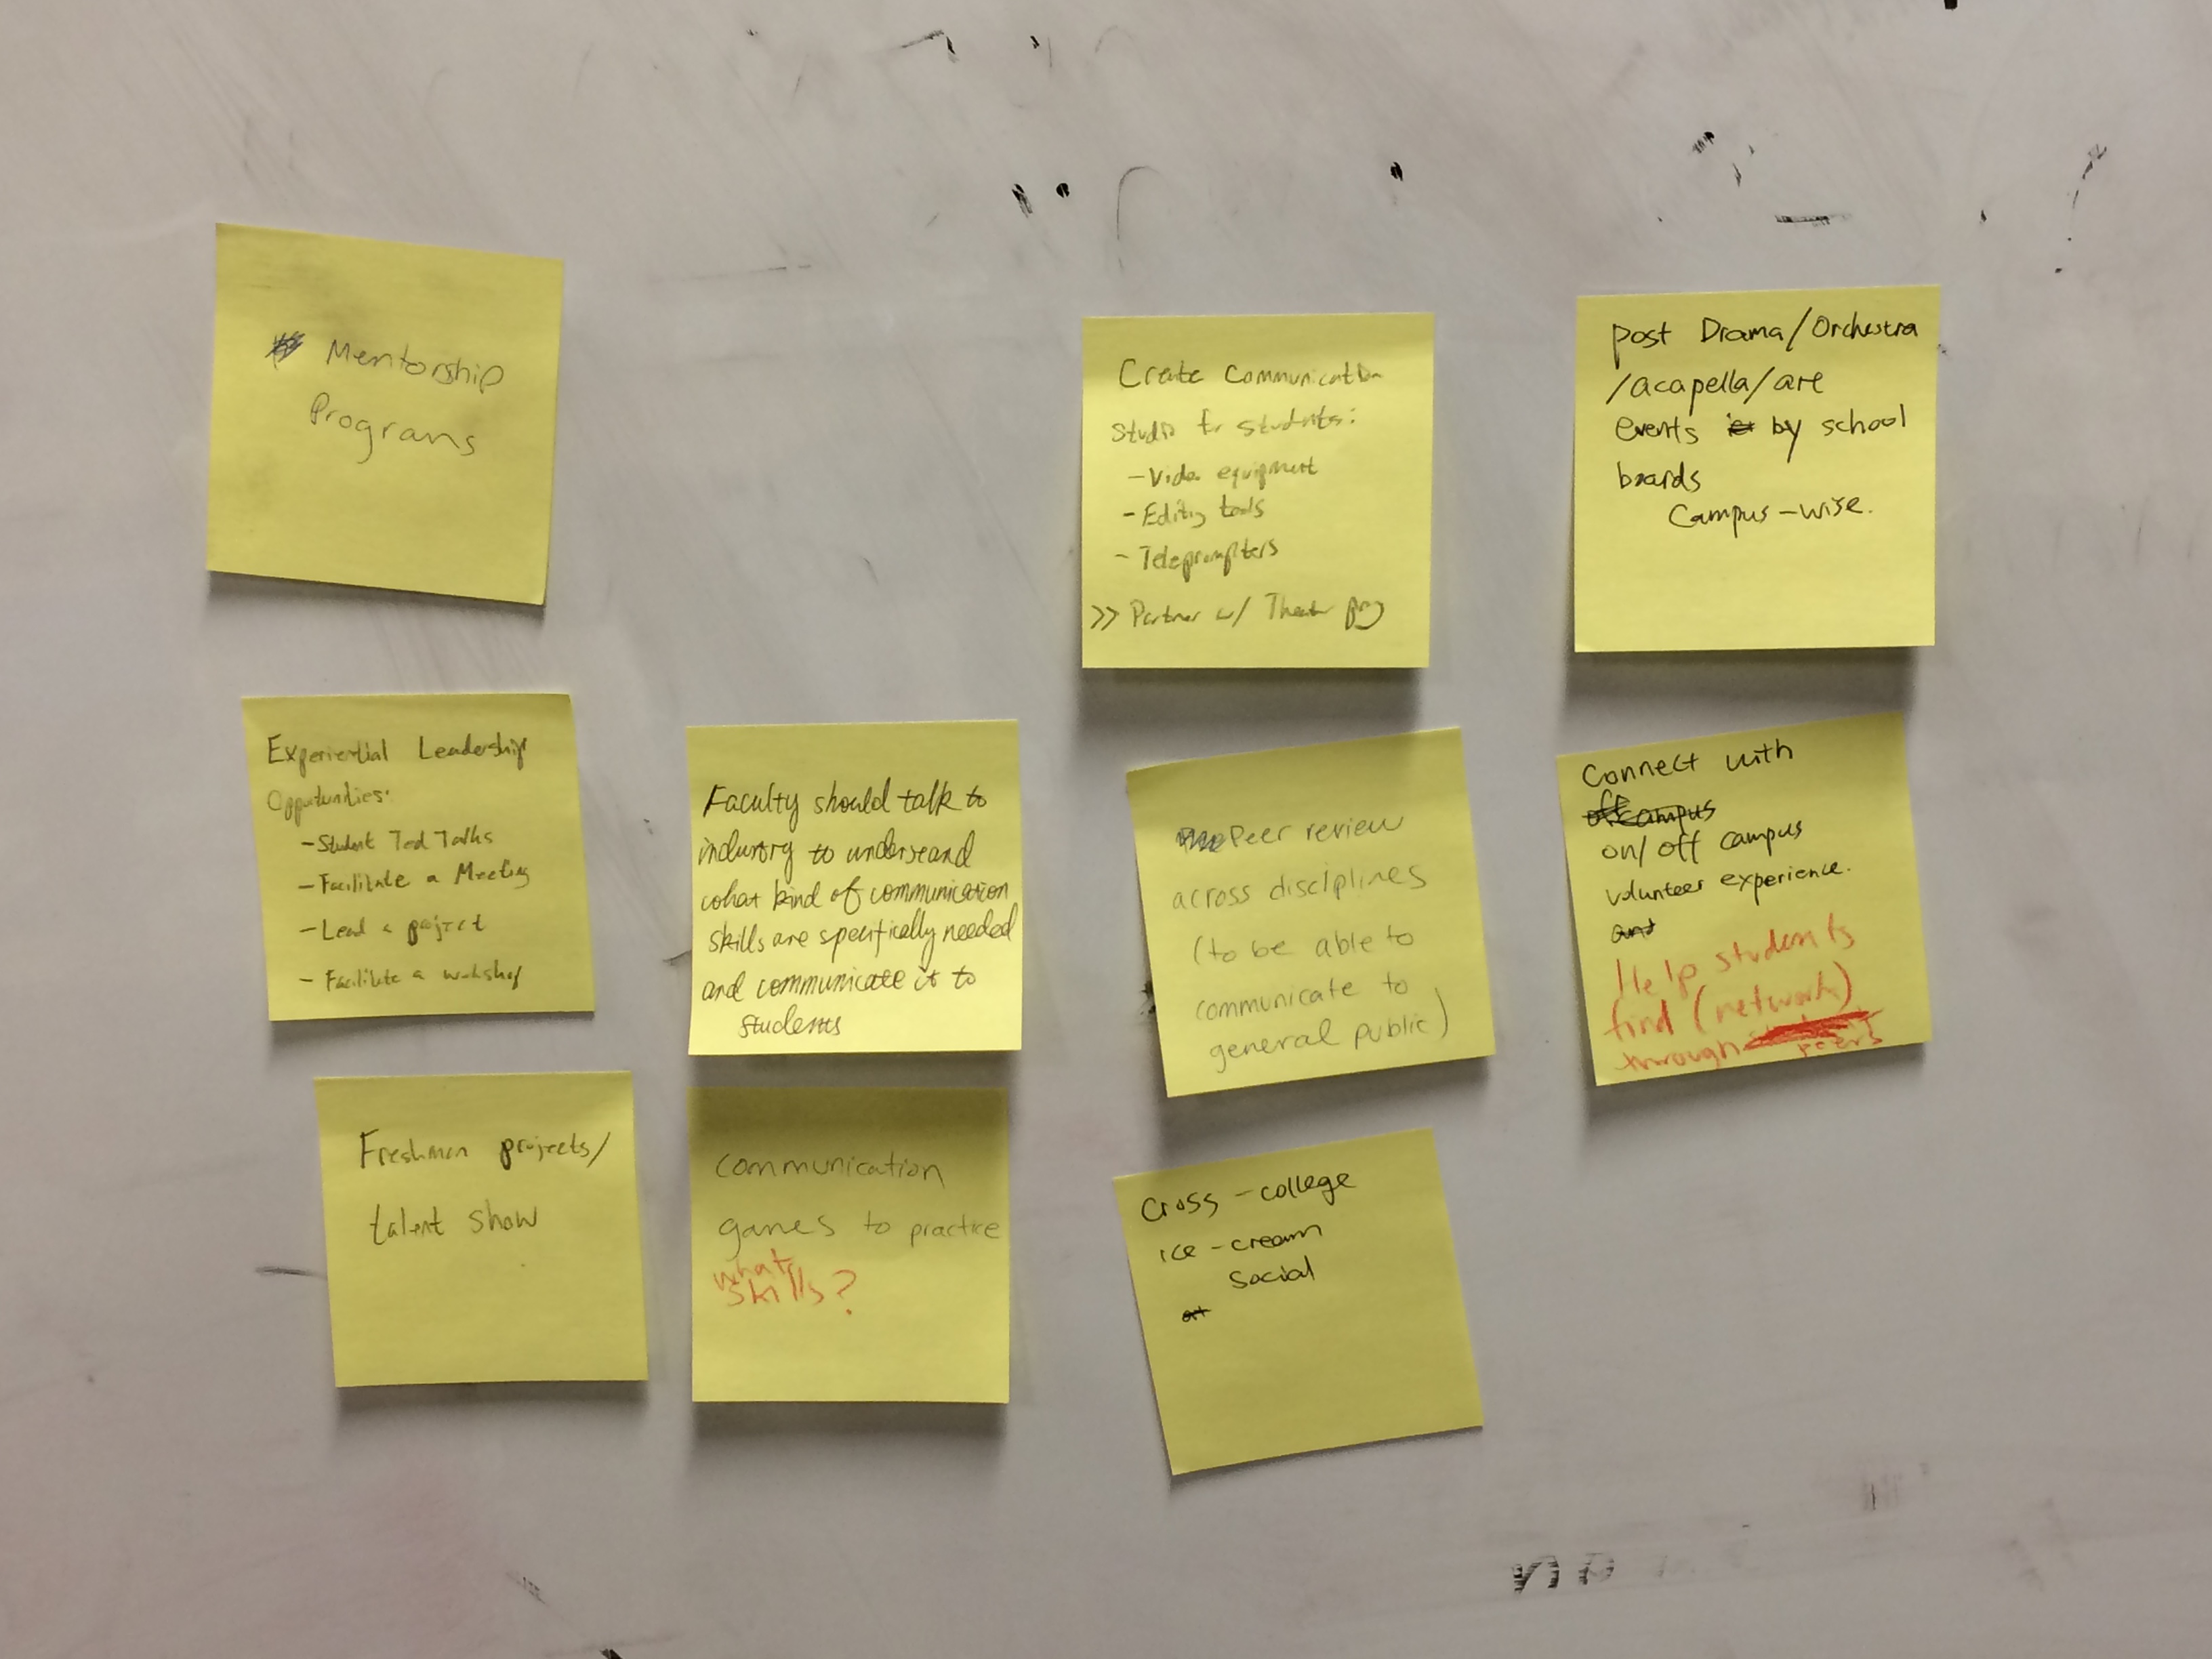 Mentorship
Programs
Create Communication
Studio for students:
- Video equipment
- Editing tools
- Teleprompters
>> Partner w/ Theater prog
post Drama/Orchestra
/acapella/art
events by school
boards
Campus-wise.
Experiential Leadership
Opportunities:
- Student Ted Talks
- Facilitate a Meeting
- Lead a project
- Facilitate a workshop
Faculty should talk to
industry to understand
what kind of communication
skills are specifically needed
and communicate it to
students
Peer review
across disciplines
(to be able to
communicate to
general public)
Connect with
off campus
on/off campus
volunteer experience.
and
Help students
find (network)
through peers
Freshmen projects/
talent show
communication
games to practice
what
skills?
Cross-college
ice-cream
social